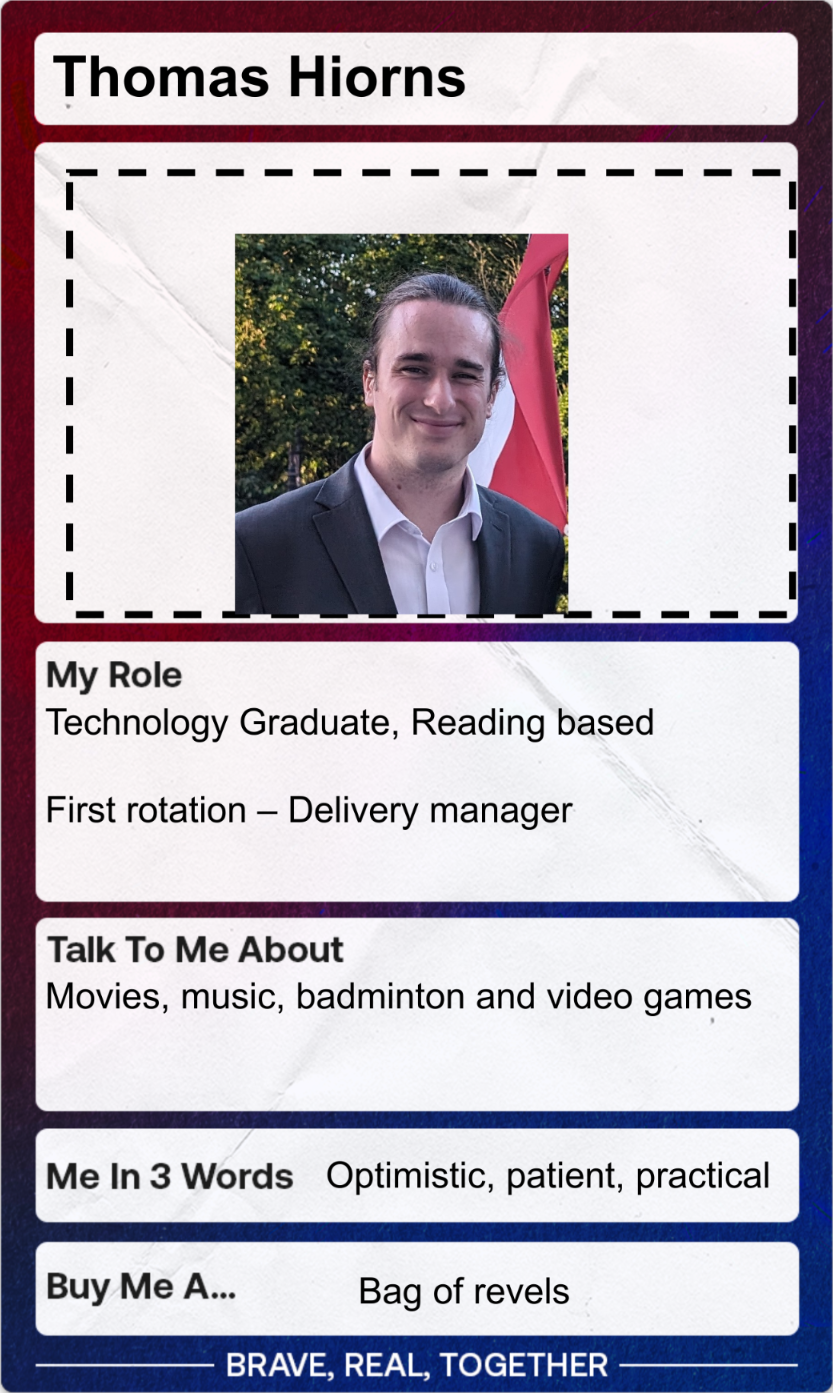 Thomas Hiorns
My Role
Technology Graduate, Reading based
First rotation – Delivery manager
Talk To Me About
Movies, music, badminton and video games
Me In 3 Words Optimistic, patient, practical
Buy Me A... Bag of revels
BRAVE, REAL, TOGETHER